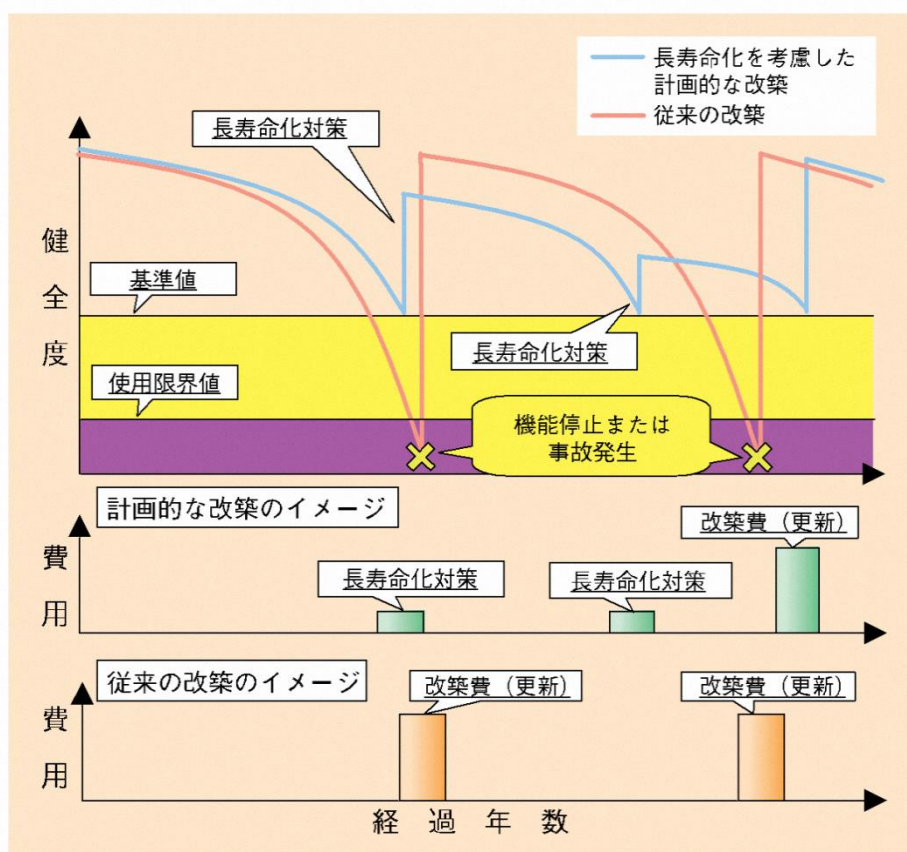 長寿命化を考慮した
計画的な改築
従来の改築
長寿命化対策
健全度
基準値
長寿命化対策
使用限界値
機能停止または
事故発生
計画的な改築のイメージ
改築費（更新）
費用
長寿命化対策
長寿命化対策
従来の改築のイメージ
改築費（更新）
改築費（更新）
費用
経過年数